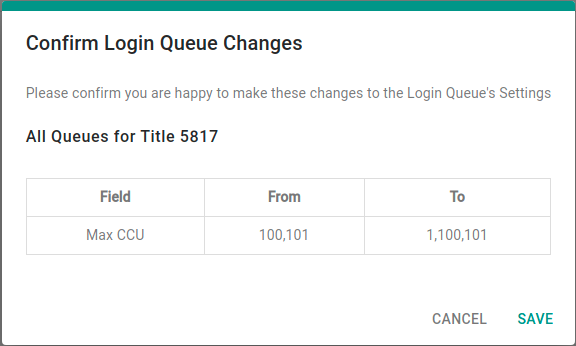 Confirm Login Queue Changes
Please confirm you are happy to make these changes to the Login Queue's Settings
All Queues for Title 5817
Field From To
Max CCU 100,101 1,100,101
CANCEL SAVE